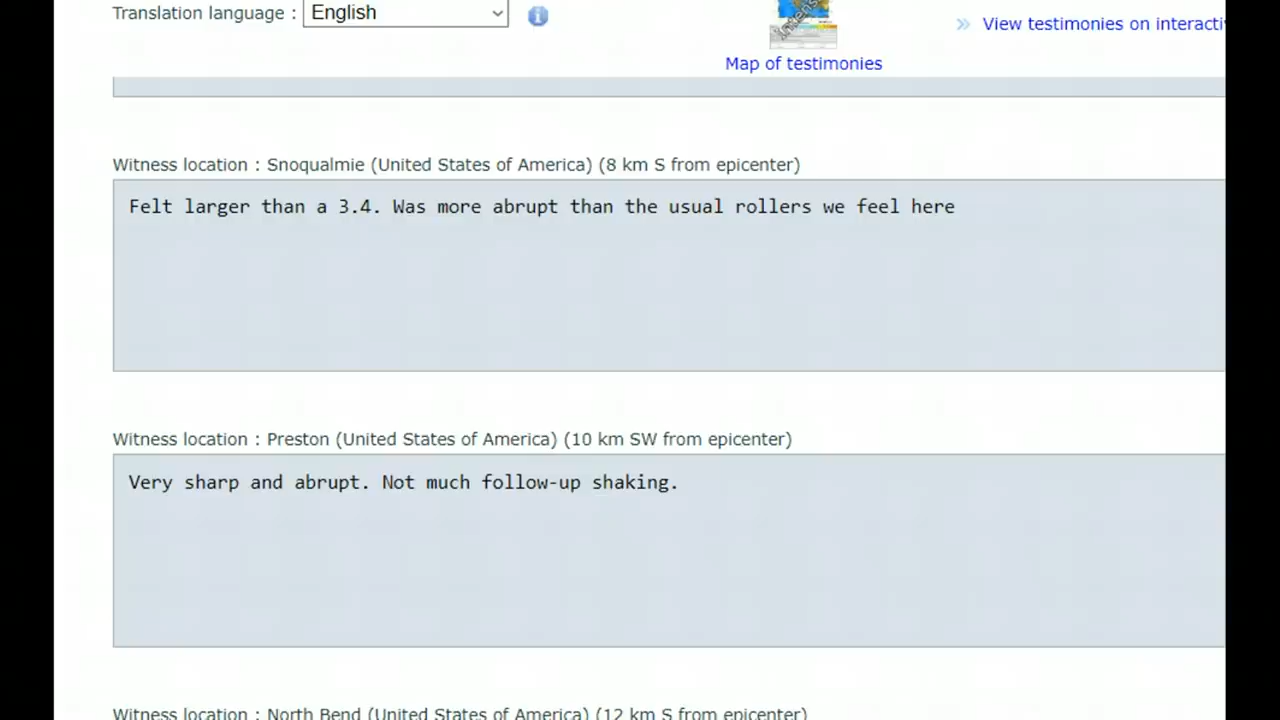 Translation language : English
View testimonies on interacti
Map of testimonies
Witness location : Snoqualmie (United States of America) (8 km S from epicenter)
Felt larger than a 3.4. Was more abrupt than the usual rollers we feel here
Witness location : Preston (United States of America) (10 km SW from epicenter)
Very sharp and abrupt. Not much follow-up shaking.
Witness location : North Bend (United States of America) (12 km S from epicenter)